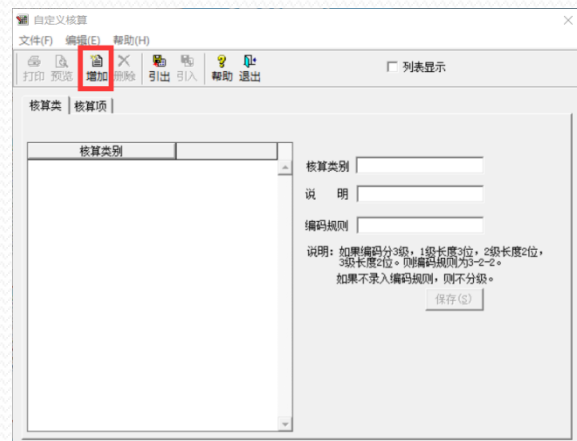 自定义核算
文件(F) 编辑(E) 帮助(H)
打印 预览 增加 删除 引出 引入 帮助 退出 列表显示
核算类 核算项
核算类别
核算类别
说 明
编码规则
说明：如果编码分3级，1级长度3位，2级长度2位，
3级长度2位。则编码规则为3-2-2。
如果不录入编码规则，则不分级。
保存(S)